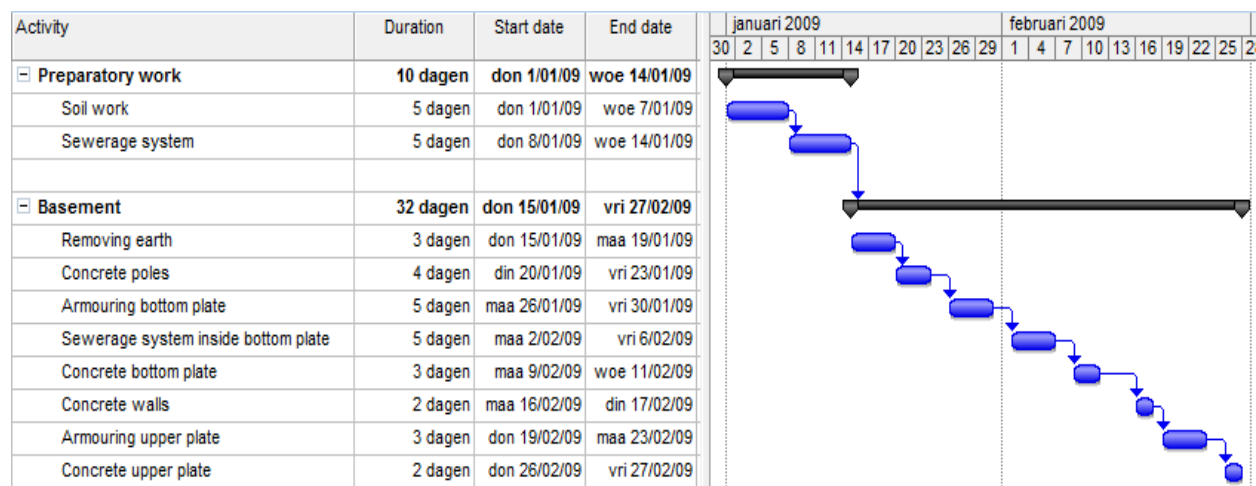 Activity Duration Start date End date januari 2009 februari 2009
30 2 5 8 11 14 17 20 23 26 29 1 4 7 10 13 16 19 22 25 2
Preparatory work 10 dagen don 1/01/09 woe 14/01/09
Soil work 5 dagen don 1/01/09 woe 7/01/09
Sewerage system 5 dagen don 8/01/09 woe 14/01/09
Basement 32 dagen don 15/01/09 vri 27/02/09
Removing earth 3 dagen don 15/01/09 maa 19/01/09
Concrete poles 4 dagen din 20/01/09 vri 23/01/09
Armouring bottom plate 5 dagen maa 26/01/09 vri 30/01/09
Sewerage system inside bottom plate 5 dagen maa 2/02/09 vri 6/02/09
Concrete bottom plate 3 dagen maa 9/02/09 woe 11/02/09
Concrete walls 2 dagen maa 16/02/09 din 17/02/09
Armouring upper plate 3 dagen don 19/02/09 maa 23/02/09
Concrete upper plate 2 dagen don 26/02/09 vri 27/02/09